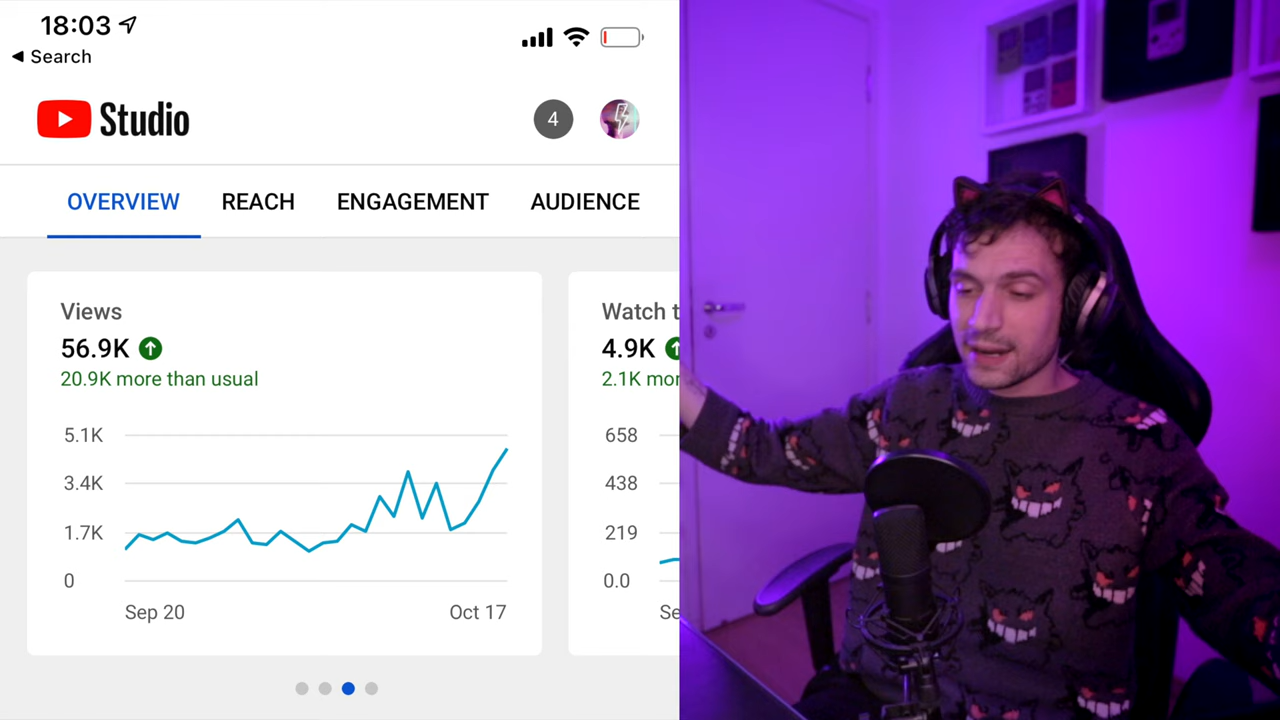 18:03
◀ Search
Studio
4
OVERVIEW REACH ENGAGEMENT AUDIENCE
Views
56.9K
20.9K more than usual
5.1K
3.4K
1.7K
0
Sep 20 Oct 17
Watch t
4.9K
2.1K mor
658
438
219
0.0
Se